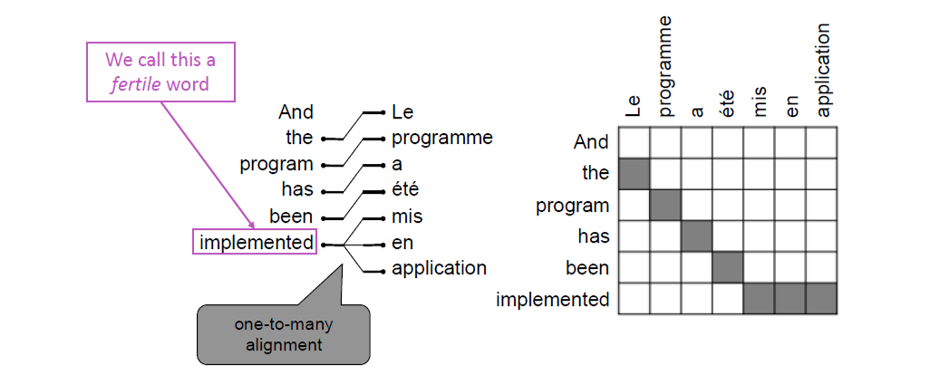 We call this a
fertile word
And
the
program
has
been
implemented
Le
programme
a
été
mis
en
application
one-to-many
alignment
Le
programme
a
été
mis
en
application
And
the
program
has
been
implemented